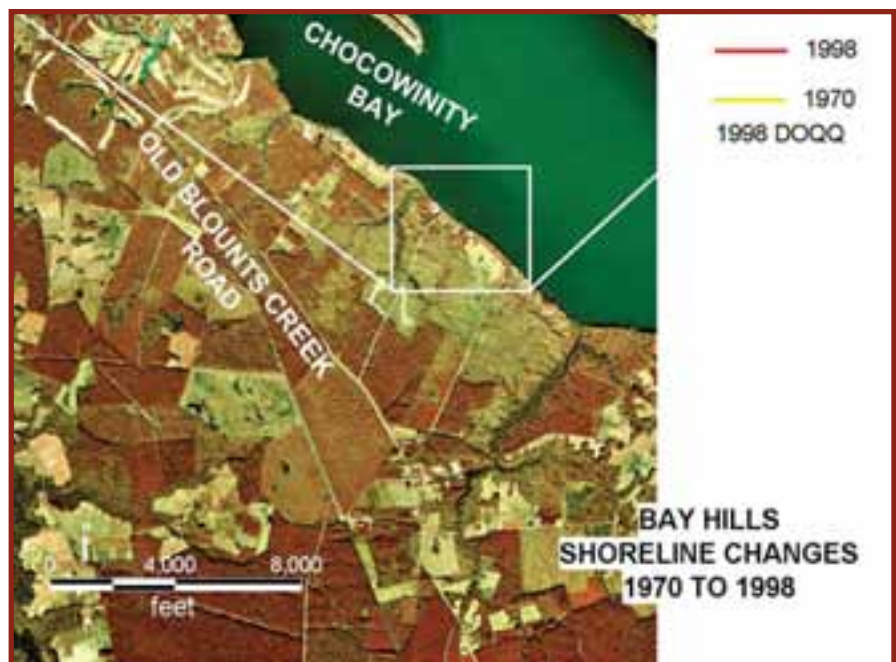 CHOCOWINITY
BAY
1998
1970
1998 DOQQ
OLD BLOUNTS CREEK
ROAD
BAY HILLS
SHORELINE CHANGES
1970 TO 1998
0 4,000 8,000
feet